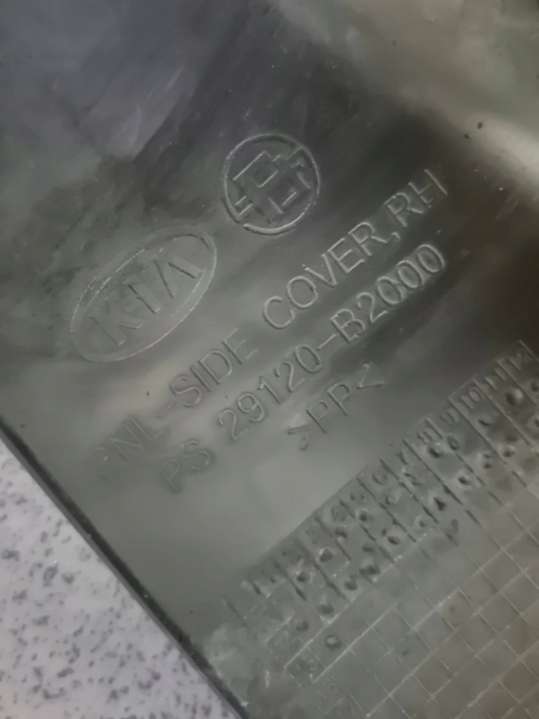 KIA
PNL-SIDE COVER,RH
PS 29120-B2000
>PP<